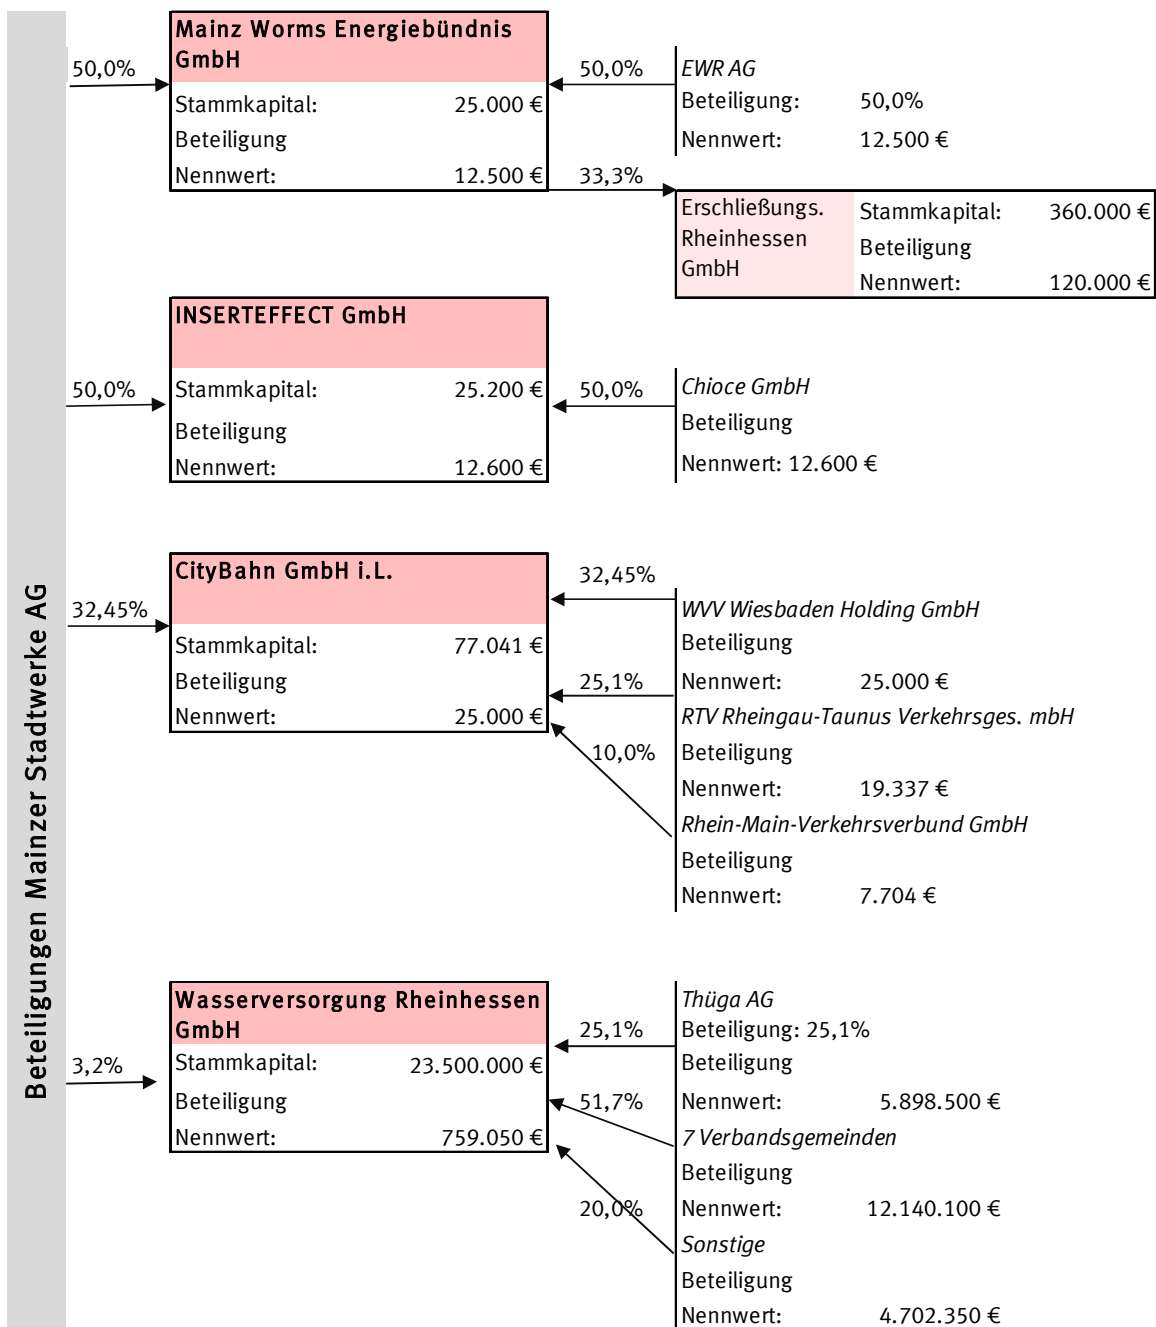 Beteiligungen Mainzer Stadtwerke AG
Mainz Worms Energiebündnis
GmbH
50,0%
Stammkapital: 25.000 €
Beteiligung
Nennwert: 12.500 €
50,0%
EWR AG
Beteiligung: 50,0%
Nennwert: 12.500 €
33,3%
Erschließungs.
Rheinhessen
GmbH
Stammkapital: 360.000 €
Beteiligung
Nennwert: 120.000 €
INSERTEFFECT GmbH
50,0%
Stammkapital: 25.200 €
Beteiligung
Nennwert: 12.600 €
50,0%
Chioce GmbH
Beteiligung
Nennwert: 12.600 €
CityBahn GmbH i.L.
32,45%
Stammkapital: 77.041 €
Beteiligung
Nennwert: 25.000 €
32,45%
WVV Wiesbaden Holding GmbH
Beteiligung
Nennwert: 25.000 €
25,1%
RTV Rheingau-Taunus Verkehrsges. mbH
Beteiligung
Nennwert: 19.337 €
10,0%
Rhein-Main-Verkehrsverbund GmbH
Beteiligung
Nennwert: 7.704 €
Wasserversorgung Rheinhessen
GmbH
3,2%
Stammkapital: 23.500.000 €
Beteiligung
Nennwert: 759.050 €
25,1%
Thüga AG
Beteiligung: 25,1%
Beteiligung
Nennwert: 5.898.500 €
51,7%
7 Verbandsgemeinden
Beteiligung
Nennwert: 12.140.100 €
20,0%
Sonstige
Beteiligung
Nennwert: 4.702.350 €